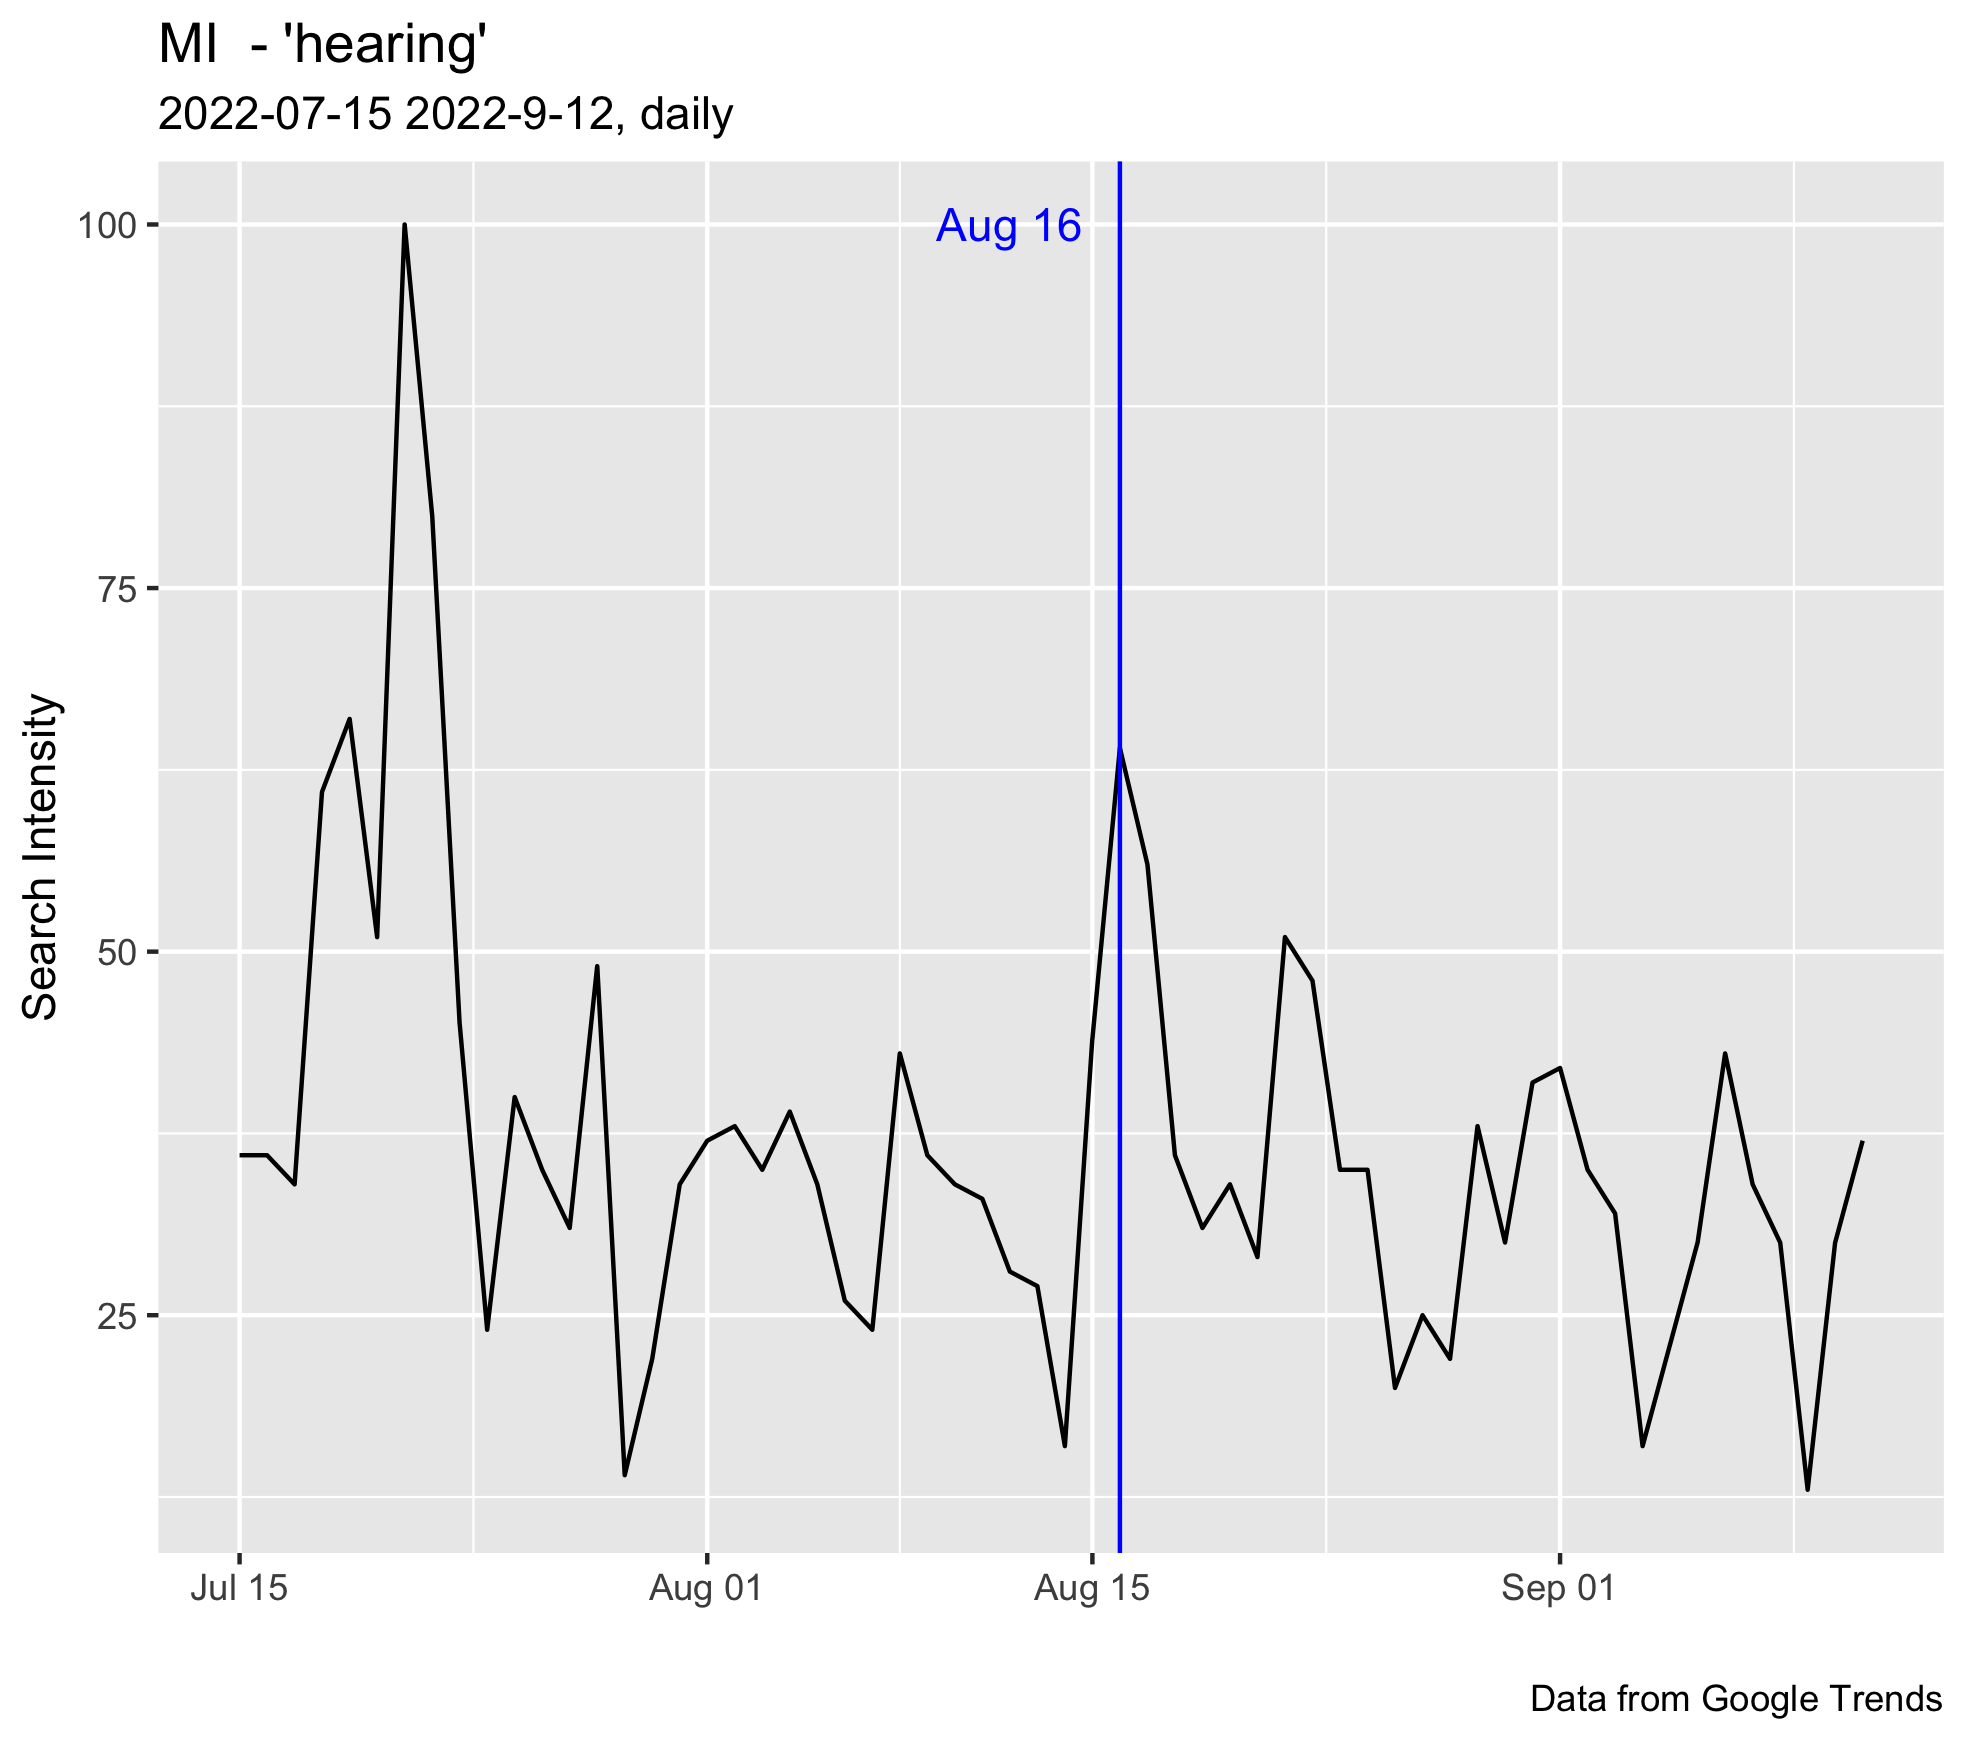 MI  - 'hearing'
2022-07-15 2022-9-12, daily
Aug 16
100
75
50
25
Search Intensity
Jul 15
Aug 01
Aug 15
Sep 01
Data from Google Trends